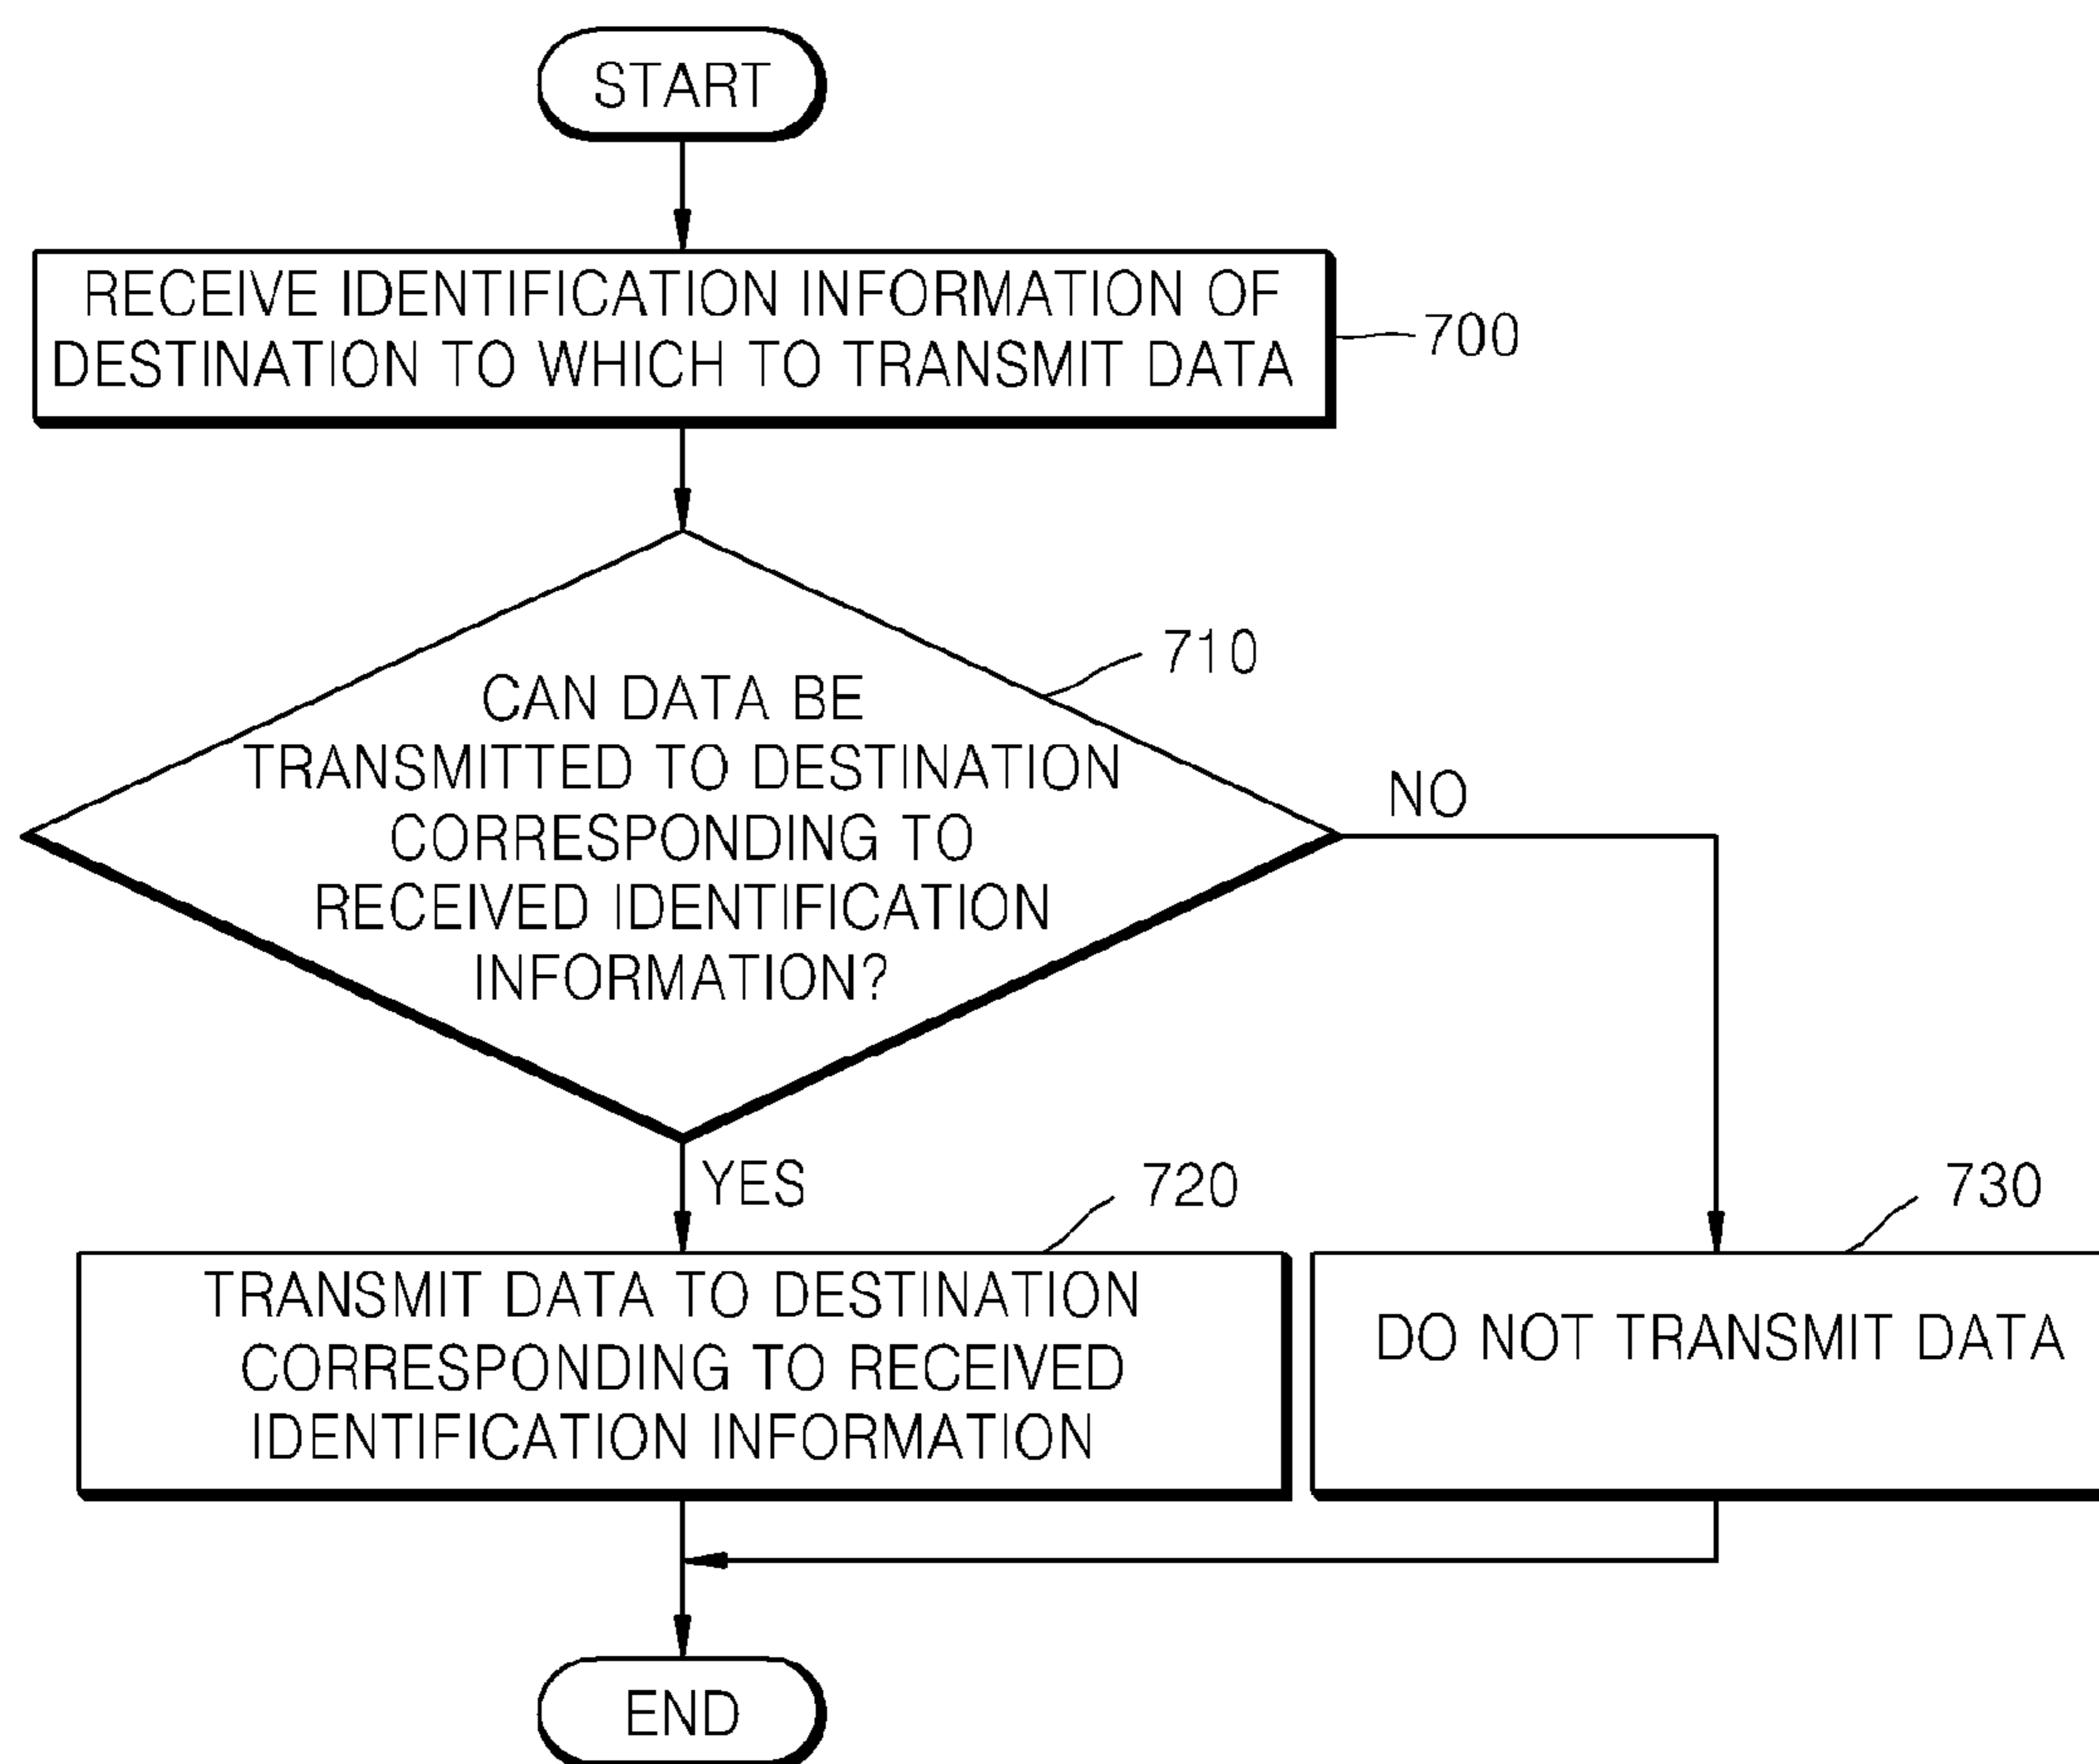 START
RECEIVE IDENTIFICATION INFORMATION OF
DESTINATION TO WHICH TO TRANSMIT DATA
700
710
CAN DATA BE
TRANSMITTED TO DESTINATION
CORRESPONDING TO
RECEIVED IDENTIFICATION
INFORMATION?
NO
YES
720
730
TRANSMIT DATA TO DESTINATION
CORRESPONDING TO RECEIVED
IDENTIFICATION INFORMATION
DO NOT TRANSMIT DATA
END